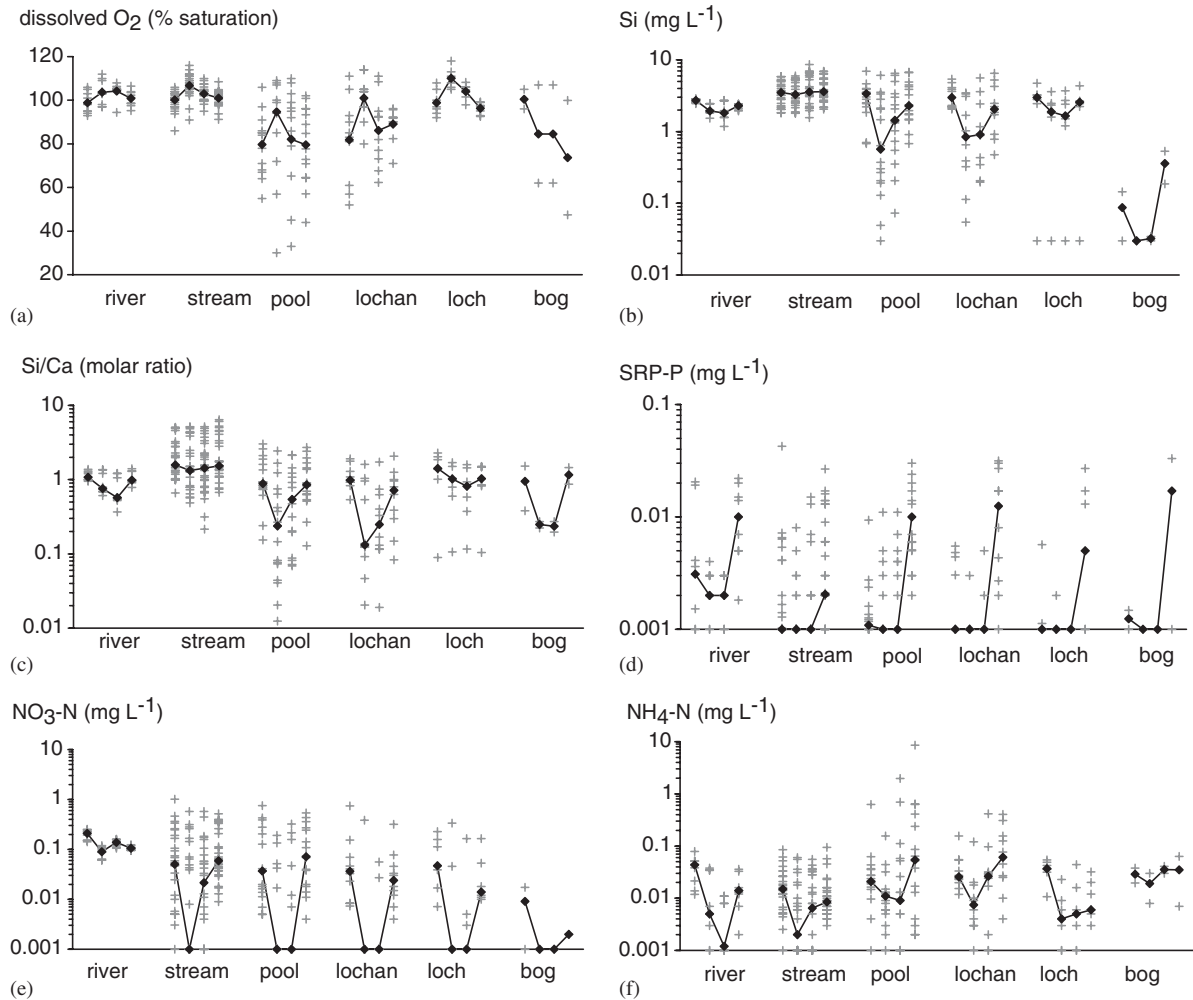 dissolved O2 (% saturation)
120
100
80
60
40
20
river stream pool lochan loch bog
(a)
Si (mg L-1)
10
1
0.1
0.01
river stream pool lochan loch bog
(b)
Si/Ca (molar ratio)
10
1
0.1
0.01
river stream pool lochan loch bog
(c)
SRP-P (mg L-1)
0.1
0.01
0.001
river stream pool lochan loch bog
(d)
NO3-N (mg L-1)
10
1
0.1
0.01
0.001
river stream pool lochan loch bog
(e)
NH4-N (mg L-1)
10
1
0.1
0.01
0.001
river stream pool lochan loch bog
(f)